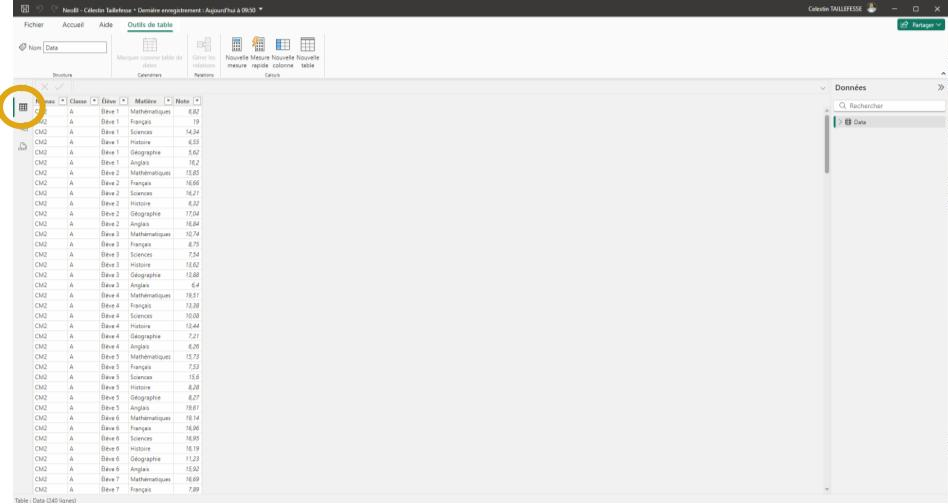 NeoBI - Célestin Taillefesse • Dernière enregistrement : Aujourd'hui à 09:50
Célestin TAILLEFESSE
Fichier Accueil Aide Outils de table
Partager
Nom Data
Marquer comme table de dates
Gérer les relations
Nouvelle mesure
Mesure rapide
Nouvelle colonne
Nouvelle table
Structure Calendriers Relations Calculs
Données
Rechercher
Data
Classe Élève Matière Note
CM2 A Élève 1 Mathématiques 6,82
CM2 A Élève 1 Français 19
CM2 A Élève 1 Sciences 14,34
CM2 A Élève 1 Histoire 6,55
CM2 A Élève 1 Géographie 5,62
CM2 A Élève 1 Anglais 16,2
CM2 A Élève 2 Mathématiques 15,85
CM2 A Élève 2 Français 16,66
CM2 A Élève 2 Sciences 16,21
CM2 A Élève 2 Histoire 6,32
CM2 A Élève 2 Géographie 17,04
CM2 A Élève 2 Anglais 16,84
CM2 A Élève 3 Mathématiques 10,74
CM2 A Élève 3 Français 8,75
CM2 A Élève 3 Sciences 7,54
CM2 A Élève 3 Histoire 13,62
CM2 A Élève 3 Géographie 13,88
CM2 A Élève 3 Anglais 6,4
CM2 A Élève 4 Mathématiques 19,51
CM2 A Élève 4 Français 13,38
CM2 A Élève 4 Sciences 10,08
CM2 A Élève 4 Histoire 13,44
CM2 A Élève 4 Géographie 7,21
CM2 A Élève 4 Anglais 6,26
CM2 A Élève 5 Mathématiques 15,73
CM2 A Élève 5 Français 7,53
CM2 A Élève 5 Sciences 15,6
CM2 A Élève 5 Histoire 8,28
CM2 A Élève 5 Géographie 8,27
CM2 A Élève 5 Anglais 19,61
CM2 A Élève 6 Mathématiques 19,14
CM2 A Élève 6 Français 16,96
CM2 A Élève 6 Sciences 16,95
CM2 A Élève 6 Histoire 16,19
CM2 A Élève 6 Géographie 11,23
CM2 A Élève 6 Anglais 15,92
CM2 A Élève 7 Mathématiques 16,69
CM2 A Élève 7 Français 7,89
Table : Data (240 lignes)